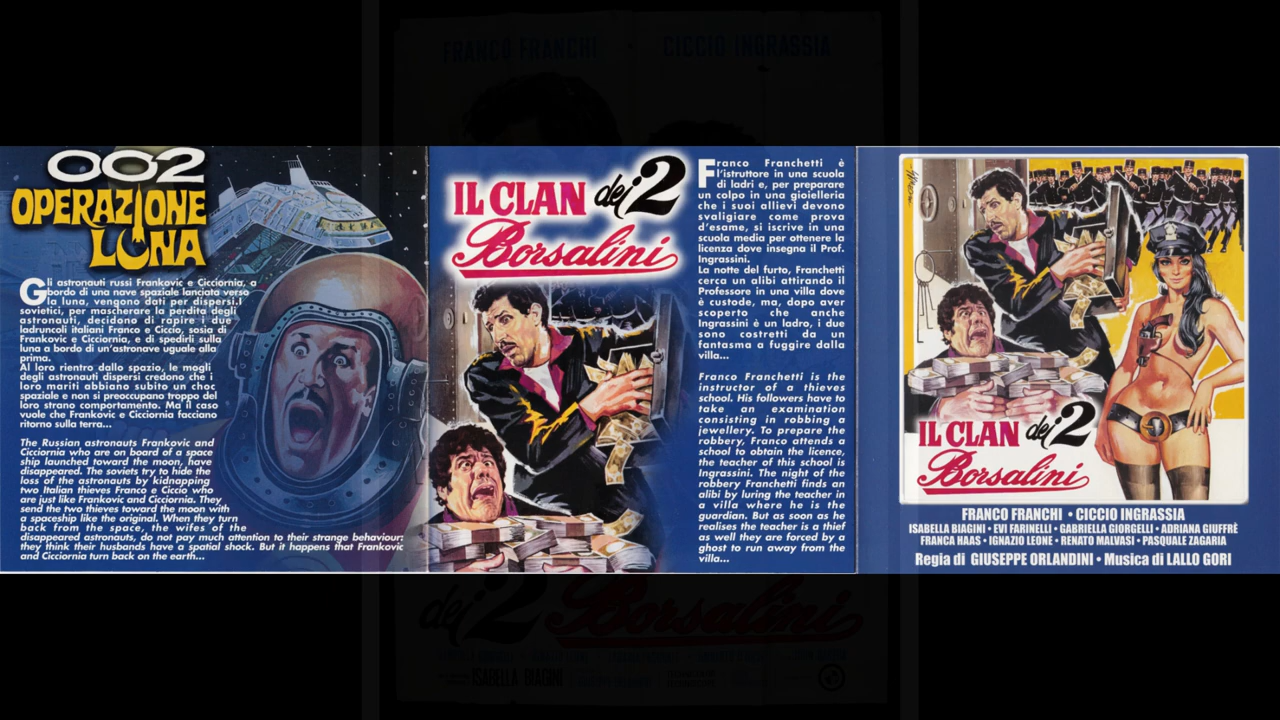 FRANCO FRANCHI • CICCIO INGRASSIA
OO2
OPERAZIONE
LUNA
Gli astronauti russi Frankovic e Cicciornia, a
bordo di una nave spaziale lanciata verso
la luna, vengono dati per dispersi.I
sovietici, per mascherare la perdita degli
astronauti, decidono di rapire i due
ladruncoli italiani Franco e Ciccio, sosia di
Frankovic e Cicciornia, e di spedirli sulla
luna a bordo di un'astronave uguale alla
prima.
Al loro rientro dallo spazio, le mogli
degli astronauti dispersi credono che i
loro mariti abbiano subito un choc
spaziale e non si preoccupano troppo del
loro strano comportamento. Ma il caso
vuole che Frankovic e Cicciornia facciano
ritorno sulla terra...
The Russian astronauts Frankovic and
Cicciornia who are on board of a space
ship launched toward the moon, have
disappeared. The soviets try to hide the
loss of the astronauts by kidnapping
two Italian thieves Franco e Ciccio who
are just like Frankovic and Cicciornia. They
send the two thieves toward the moon with
a spaceship like the original. When they turn
back from the space, the wifes of the
disappeared astronauts, do not pay much attention to their strange behaviour:
they think their husbands have a spatial shock. But it happens that Frankovic
and Cicciornia turn back on the earth...
IL CLAN dei 2
Borsalini
Franco Franchetti è
l'istruttore in una scuola
di ladri e, per preparare
un colpo in una gioielleria
che i suoi allievi devono
svaligiare come prova
d'esame, si iscrive in una
scuola media per ottenere la
licenza dove insegna il Prof.
Ingrassini.
La notte del furto, Franchetti
cerca un alibi attirando il
Professore in una villa dove
è custode, ma, dopo aver
scoperto che anche
Ingrassini è un ladro, i due
sono costretti da un
fantasma a fuggire dalla
villa...
Franco Franchetti is the
instructor of a thieves
school. His followers have to
take an examination
consisting in robbing a
jewellery. To prepare the
robbery, Franco attends a
school to obtain the licence,
the teacher of this school is
Ingrassini. The night of the
robbery Franchetti finds an
alibi by luring the teacher in
a villa where he is the
guardian. But as soon as he
realises the teacher is a thief
as well they are forced by a
ghost to run away from the
villa...
IL CLAN dei 2
Borsalini
FRANCO FRANCHI • CICCIO INGRASSIA
ISABELLA BIAGINI • EVI FARINELLI • GABRIELLA GIORGELLI • ADRIANA GIUFFRÈ
FRANCA HAAS • IGNAZIO LEONE • RENATO MALVASI • PASQUALE ZAGARIA
Regia di GIUSEPPE ORLANDINI • Musica di LALLO GORI
dei 2 Borsalini
ISABELLA BIAGINI